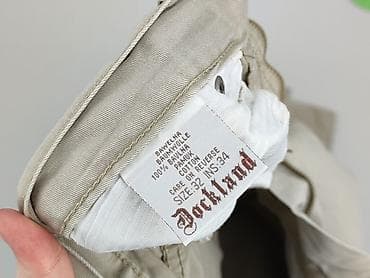 BAWEŁNA
BAUMWOLLE
100% BAVLNA
PAMUK
COTTON
CARE ON REVERSE
SIZE:32 INS:34
Dockland